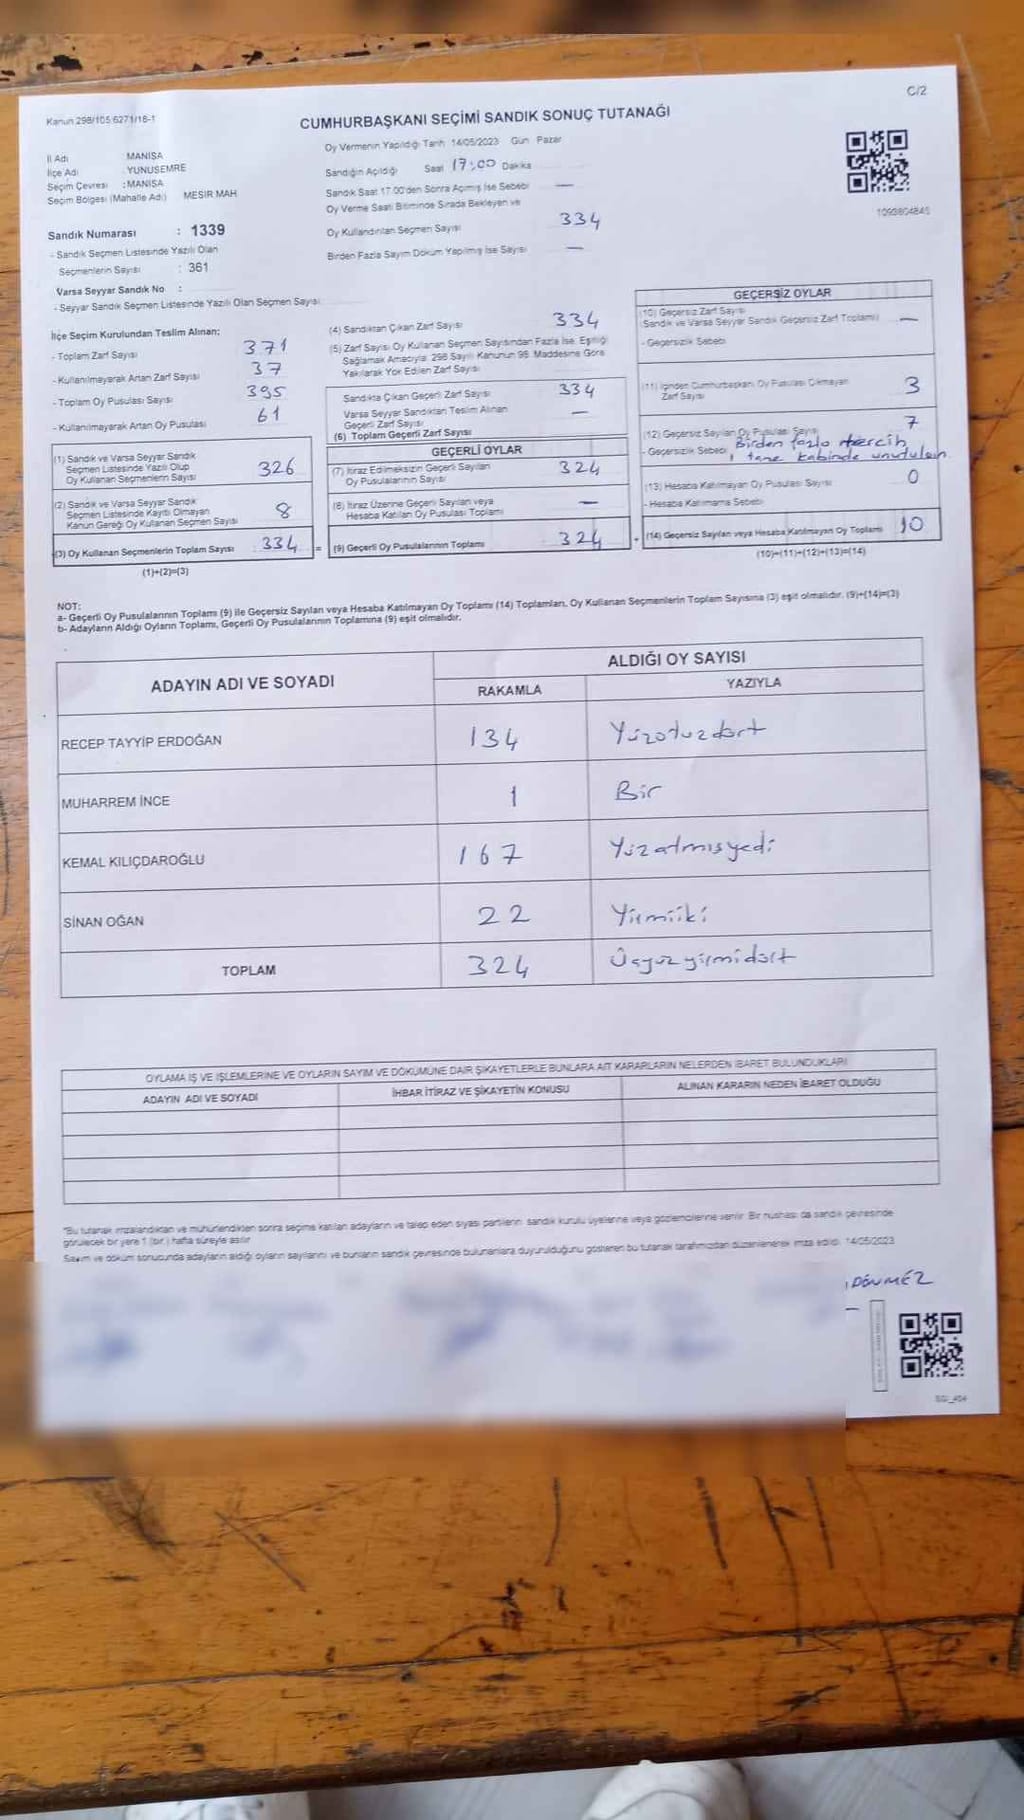 C/2
Kanun 298/105 6271/18-1
CUMHURBAŞKANI SEÇİMİ SANDIK SONUÇ TUTANAĞI
Oy Vermenin Yapıldığı Tarih 14/05/2023 Gün Pazar
İl Adı MANİSA
İlçe Adı YUNUSEMRE
Seçim Çevresi : MANİSA
Seçim Bölgesi (Mahalle Adı) MESIR MAH
Sandığın Açıldığı Saat 17:00 Dakika
Sandık Saat 17.00'den Sonra Açılmış İse Sebebi —
Oy Verme Saati Bitiminde Sırada Bekleyen ve
Oy Kullandırılan Seçmen Sayısı 334
Birden Fazla Sayım Döküm Yapılmış İse Sayısı —
1093804845
Sandık Numarası : 1339
- Sandık Seçmen Listesinde Yazılı Olan
Seçmenlerin Sayısı : 361
Varsa Seyyar Sandık No :
- Seyyar Sandık Seçmen Listesinde Yazılı Olan Seçmen Sayısı
İlçe Seçim Kurulundan Teslim Alınan;
- Toplam Zarf Sayısı 371
- Kullanılmayarak Artan Zarf Sayısı 37
- Toplam Oy Pusulası Sayısı 395
- Kullanılmayarak Artan Oy Pusulası 61
(4) Sandıktan Çıkan Zarf Sayısı 334
(5) Zarf Sayısı Oy Kullanan Seçmen Sayısından Fazla İse, Eşitliği
Sağlamak Amacıyla, 298 Sayılı Kanunun 98. Maddesine Göre
Yakılarak Yok Edilen Zarf Sayısı
Sandıkta Çıkan Geçerli Zarf Sayısı 334
Varsa Seyyar Sandıktan Teslim Alınan
Geçerli Zarf Sayısı —
(6) Toplam Geçerli Zarf Sayısı
GEÇERSİZ OYLAR
(10) Geçersiz Zarf Sayısı
Sandık ve Varsa Seyyar Sandık Geçersiz Zarf Toplamı) —
- Geçersizlik Sebebi
(11) İçinden Cumhurbaşkanı Oy Pusulası Çıkmayan
Zarf Sayısı 3
(12) Geçersiz Sayılan Oy Pusulası Sayısı 7
- Geçersizlik Sebebi Birden fazla tercih
1 tane kabinde unutulan
(13) Hesaba Katılmayan Oy Pusulası Sayısı 0
- Hesaba Katılmama Sebebi
(14) Geçersiz Sayılan veya Hesaba Katılmayan Oy Toplamı 10
(10)+(11)+(12)+(13)=(14)
(1) Sandık ve Varsa Seyyar Sandık
Seçmen Listesinde Yazılı Olup
Oy Kullanan Seçmenlerin Sayısı 326
(2) Sandık ve Varsa Seyyar Sandık
Seçmen Listesinde Kayıtlı Olmayan
Kanun Gereği Oy Kullanan Seçmen Sayısı 8
(3) Oy Kullanan Seçmenlerin Toplam Sayısı 334 =
(1)+(2)=(3)
GEÇERLİ OYLAR
(7) İtiraz Edilmeksizin Geçerli Sayılan
Oy Pusulalarının Sayısı 324
(8) İtiraz Üzerine Geçerli Sayılan veya
Hesaba Katılan Oy Pusulası Toplamı —
(9) Geçerli Oy Pusulalarının Toplamı 324 +
NOT:
a- Geçerli Oy Pusulalarının Toplamı (9) ile Geçersiz Sayılan veya Hesaba Katılmayan Oy Toplamı (14) Toplamları, Oy Kullanan Seçmenlerin Toplam Sayısına (3) eşit olmalıdır. (9)+(14)=(3)
b- Adayların Aldığı Oyların Toplamı, Geçerli Oy Pusulalarının Toplamına (9) eşit olmalıdır.
ADAYIN ADI VE SOYADI
ALDIĞI OY SAYISI
RAKAMLA YAZIYLA
RECEP TAYYİP ERDOĞAN 134 Yüzotuzdört
MUHARREM İNCE 1 Bir
KEMAL KILIÇDAROĞLU 167 Yüzatmışyedi
SİNAN OĞAN 22 Yirmiiki
TOPLAM 324 Üçyüzyirmidört
OYLAMA İŞ VE İŞLEMLERİNE VE OYLARIN SAYIM VE DÖKÜMÜNE DAİR ŞİKAYETLERLE BUNLARA AİT KARARLARIN NELERDEN İBARET BULUNDUKLARI
ADAYIN ADI VE SOYADI İHBAR İTİRAZ VE ŞİKAYETİN KONUSU ALINAN KARARIN NEDEN İBARET OLDUĞU
"Bu tutanak imzalandıktan ve mühürlendikten sonra seçime katılan adayların ve talep eden siyasi partilerin sandık kurulu üyelerine veya gözlemcilerine verilir. Bir nüshası da sandık çevresinde
görülecek bir yere 1 (bir) hafta süreyle asılır
Sayım ve döküm sonucunda adayların aldığı oyların sayılarını ve bunların sandık çevresinde bulunanlara duyurulduğunu gösteren bu tutanak tarafımızdan düzenlenerek imza edildi. 14/05/2023
DÖNMEZ